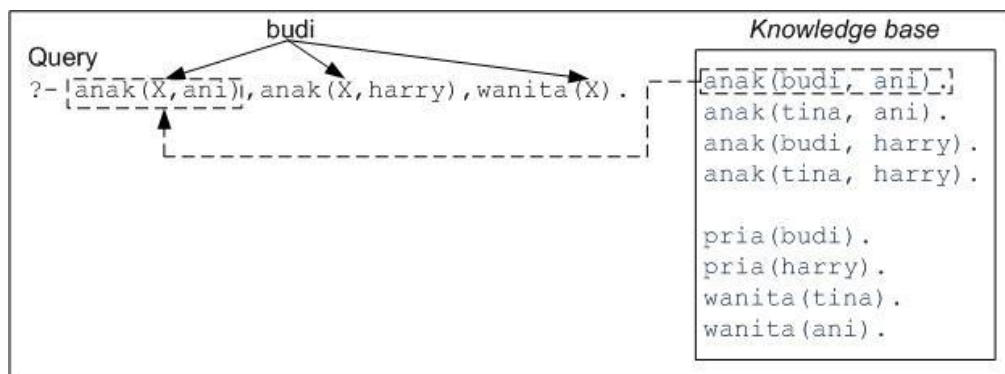 budi
Query
?- anak(X,ani),anak(X,harry),wanita(X).
Knowledge base
anak(budi, ani).
anak(tina, ani).
anak(budi, harry).
anak(tina, harry).
pria(budi).
pria(harry).
wanita(tina).
wanita(ani).